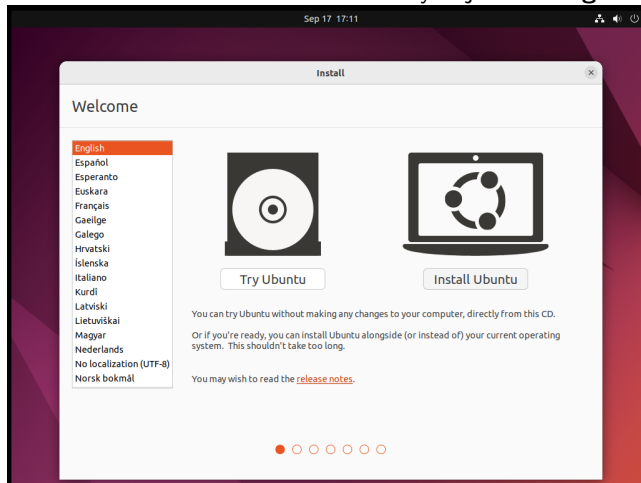 Sep 17 17:11
Install
Welcome
English
Español
Esperanto
Euskara
Français
Gaeilge
Galego
Hrvatski
Íslenska
Italiano
Kurdî
Latviski
Lietuviškai
Magyar
Nederlands
No localization (UTF-8)
Norsk bokmål
Try Ubuntu
Install Ubuntu
You can try Ubuntu without making any changes to your computer, directly from this CD.
Or if you're ready, you can install Ubuntu alongside (or instead of) your current operating
system. This shouldn't take too long.
You may wish to read the release notes.